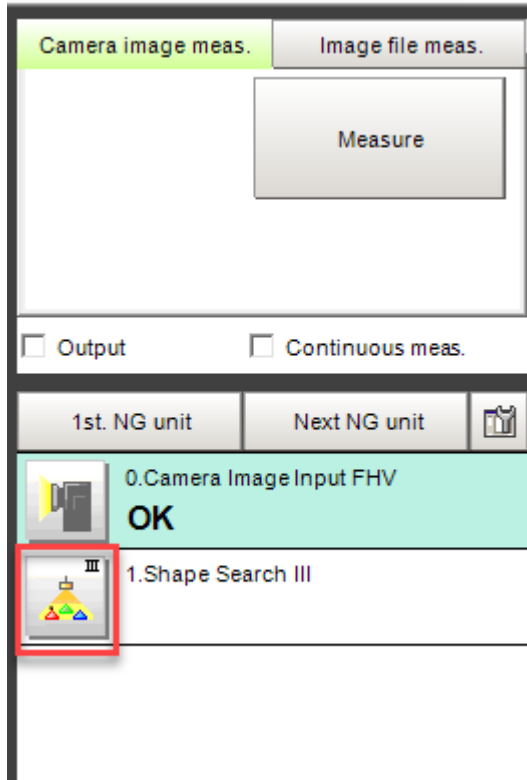 Camera image meas. Image file meas.
Measure
Output Continuous meas.
1st. NG unit Next NG unit
0.Camera Image Input FHV
OK
III
1.Shape Search III